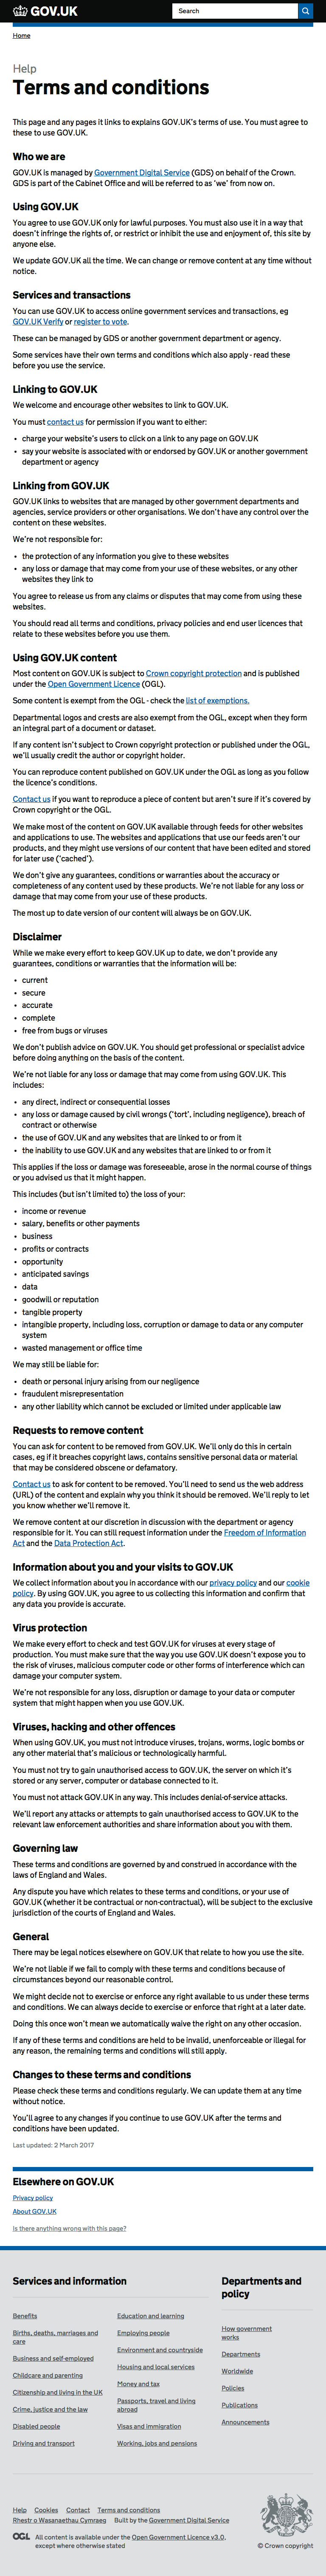 GOV.UK
Search
Home
Help
Terms and conditions
This page and any pages it links to explains GOV.UK's terms of use. You must agree to
these to use GOV.UK.
Who we are
GOV.UK is managed by Government Digital Service (GDS) on behalf of the Crown.
GDS is part of the Cabinet Office and will be referred to as 'we' from now on.
Using GOV.UK
You agree to use GOV.UK only for lawful purposes. You must also use it in a way that
doesn't infringe the rights of, or restrict or inhibit the use and enjoyment of, this site by
anyone else.
We update GOV.UK all the time. We can change or remove content at any time without
notice.
Services and transactions
You can use GOV.UK to access online government services and transactions, eg
GOV.UK Verify or register to vote.
These can be managed by GDS or another government department or agency.
Some services have their own terms and conditions which also apply - read these
before you use the service.
Linking to GOV.UK
We welcome and encourage other websites to link to GOV.UK.
You must contact us for permission if you want to either:
• charge your website's users to click on a link to any page on GOV.UK
• say your website is associated with or endorsed by GOV.UK or another government
department or agency
Linking from GOV.UK
GOV.UK links to websites that are managed by other government departments and
agencies, service providers or other organisations. We don't have any control over the
content on these websites.
We're not responsible for:
• the protection of any information you give to these websites
• any loss or damage that may come from your use of these websites, or any other
websites they link to
You agree to release us from any claims or disputes that may come from using these
websites.
You should read all terms and conditions, privacy policies and end user licences that
relate to these websites before you use them.
Using GOV.UK content
Most content on GOV.UK is subject to Crown copyright protection and is published
under the Open Government Licence (OGL).
Some content is exempt from the OGL - check the list of exemptions.
Departmental logos and crests are also exempt from the OGL, except when they form
an integral part of a document or dataset.
If any content isn't subject to Crown copyright protection or published under the OGL,
we'll usually credit the author or copyright holder.
You can reproduce content published on GOV.UK under the OGL as long as you follow
the licence's conditions.
Contact us if you want to reproduce a piece of content but aren't sure if it's covered by
Crown copyright or the OGL.
We make most of the content on GOV.UK available through feeds for other websites
and applications to use. The websites and applications that use our feeds aren't our
products, and they might use versions of our content that have been edited and stored
for later use ('cached').
We don't give any guarantees, conditions or warranties about the accuracy or
completeness of any content used by these products. We're not liable for any loss or
damage that may come from your use of these products.
The most up to date version of our content will always be on GOV.UK.
Disclaimer
While we make every effort to keep GOV.UK up to date, we don't provide any
guarantees, conditions or warranties that the information will be:
• current
• secure
• accurate
• complete
• free from bugs or viruses
We don't publish advice on GOV.UK. You should get professional or specialist advice
before doing anything on the basis of the content.
We're not liable for any loss or damage that may come from using GOV.UK. This
includes:
• any direct, indirect or consequential losses
• any loss or damage caused by civil wrongs ('tort', including negligence), breach of
contract or otherwise
• the use of GOV.UK and any websites that are linked to or from it
• the inability to use GOV.UK and any websites that are linked to or from it
This applies if the loss or damage was foreseeable, arose in the normal course of things
or you advised us that it might happen.
This includes (but isn't limited to) the loss of your:
• income or revenue
• salary, benefits or other payments
• business
• profits or contracts
• opportunity
• anticipated savings
• data
• goodwill or reputation
• tangible property
• intangible property, including loss, corruption or damage to data or any computer
system
• wasted management or office time
We may still be liable for:
• death or personal injury arising from our negligence
• fraudulent misrepresentation
• any other liability which cannot be excluded or limited under applicable law
Requests to remove content
You can ask for content to be removed from GOV.UK. We'll only do this in certain
cases, eg if it breaches copyright laws, contains sensitive personal data or material
that may be considered obscene or defamatory.
Contact us to ask for content to be removed. You'll need to send us the web address
(URL) of the content and explain why you think it should be removed. We'll reply to let
you know whether we'll remove it.
We remove content at our discretion in discussion with the department or agency
responsible for it. You can still request information under the Freedom of Information
Act and the Data Protection Act.
Information about you and your visits to GOV.UK
We collect information about you in accordance with our privacy policy and our cookie
policy. By using GOV.UK, you agree to us collecting this information and confirm that
any data you provide is accurate.
Virus protection
We make every effort to check and test GOV.UK for viruses at every stage of
production. You must make sure that the way you use GOV.UK doesn't expose you to
the risk of viruses, malicious computer code or other forms of interference which can
damage your computer system.
We're not responsible for any loss, disruption or damage to your data or computer
system that might happen when you use GOV.UK.
Viruses, hacking and other offences
When using GOV.UK, you must not introduce viruses, trojans, worms, logic bombs or
any other material that's malicious or technologically harmful.
You must not try to gain unauthorised access to GOV.UK, the server on which it's
stored or any server, computer or database connected to it.
You must not attack GOV.UK in any way. This includes denial-of-service attacks.
We'll report any attacks or attempts to gain unauthorised access to GOV.UK to the
relevant law enforcement authorities and share information about you with them.
Governing law
These terms and conditions are governed by and construed in accordance with the
laws of England and Wales.
Any dispute you have which relates to these terms and conditions, or your use of
GOV.UK (whether it be contractual or non-contractual), will be subject to the exclusive
jurisdiction of the courts of England and Wales.
General
There may be legal notices elsewhere on GOV.UK that relate to how you use the site.
We're not liable if we fail to comply with these terms and conditions because of
circumstances beyond our reasonable control.
We might decide not to exercise or enforce any right available to us under these terms
and conditions. We can always decide to exercise or enforce that right at a later date.
Doing this once won't mean we automatically waive the right on any other occasion.
If any of these terms and conditions are held to be invalid, unenforceable or illegal for
any reason, the remaining terms and conditions will still apply.
Changes to these terms and conditions
Please check these terms and conditions regularly. We can update them at any time
without notice.
You'll agree to any changes if you continue to use GOV.UK after the terms and
conditions have been updated.
Last updated: 2 March 2017
Elsewhere on GOV.UK
Privacy policy
About GOV.UK
Is there anything wrong with this page?
Services and information
Benefits
Births, deaths, marriages and
care
Business and self-employed
Childcare and parenting
Citizenship and living in the UK
Crime, justice and the law
Disabled people
Driving and transport
Education and learning
Employing people
Environment and countryside
Housing and local services
Money and tax
Passports, travel and living
abroad
Visas and immigration
Working, jobs and pensions
Departments and
policy
How government
works
Departments
Worldwide
Policies
Publications
Announcements
Help Cookies Contact Terms and conditions
Rhestr o Wasanaethau Cymraeg Built by the Government Digital Service
OGL All content is available under the Open Government Licence v3.0,
except where otherwise stated
© Crown copyright